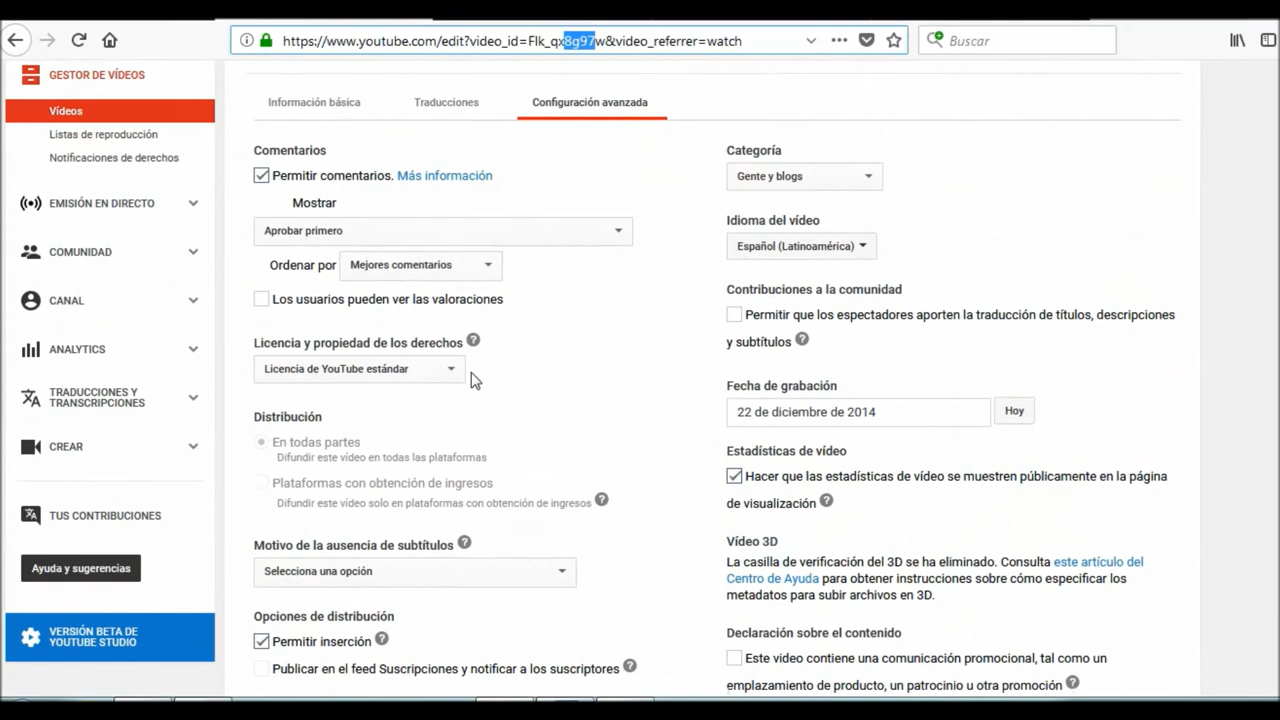 https://www.youtube.com/edit?video_id=Flk_qx8g97w&video_referrer=watch
Buscar
GESTOR DE VÍDEOS
Vídeos
Listas de reproducción
Notificaciones de derechos
EMISIÓN EN DIRECTO
COMUNIDAD
CANAL
ANALYTICS
TRADUCCIONES Y
TRANSCRIPCIONES
CREAR
TUS CONTRIBUCIONES
Ayuda y sugerencias
VERSIÓN BETA DE
YOUTUBE STUDIO
Información básica
Traducciones
Configuración avanzada
Comentarios
Permitir comentarios. Más información
Mostrar
Aprobar primero
Ordenar por Mejores comentarios
Los usuarios pueden ver las valoraciones
Licencia y propiedad de los derechos ?
Licencia de YouTube estándar
Distribución
En todas partes
Difundir este vídeo en todas las plataformas
Plataformas con obtención de ingresos
Difundir este vídeo solo en plataformas con obtención de ingresos ?
Motivo de la ausencia de subtítulos ?
Selecciona una opción
Opciones de distribución
Permitir inserción ?
Publicar en el feed Suscripciones y notificar a los suscriptores ?
Categoría
Gente y blogs
Idioma del vídeo
Español (Latinoamérica)
Contribuciones a la comunidad
Permitir que los espectadores aporten la traducción de títulos, descripciones
y subtítulos ?
Fecha de grabación
22 de diciembre de 2014 Hoy
Estadísticas de vídeo
Hacer que las estadísticas de vídeo se muestren públicamente en la página
de visualización ?
Vídeo 3D
La casilla de verificación del 3D se ha eliminado. Consulta este artículo del
Centro de Ayuda para obtener instrucciones sobre cómo especificar los
metadatos para subir archivos en 3D.
Declaración sobre el contenido
Este video contiene una comunicación promocional, tal como un
emplazamiento de producto, un patrocinio u otra promoción ?